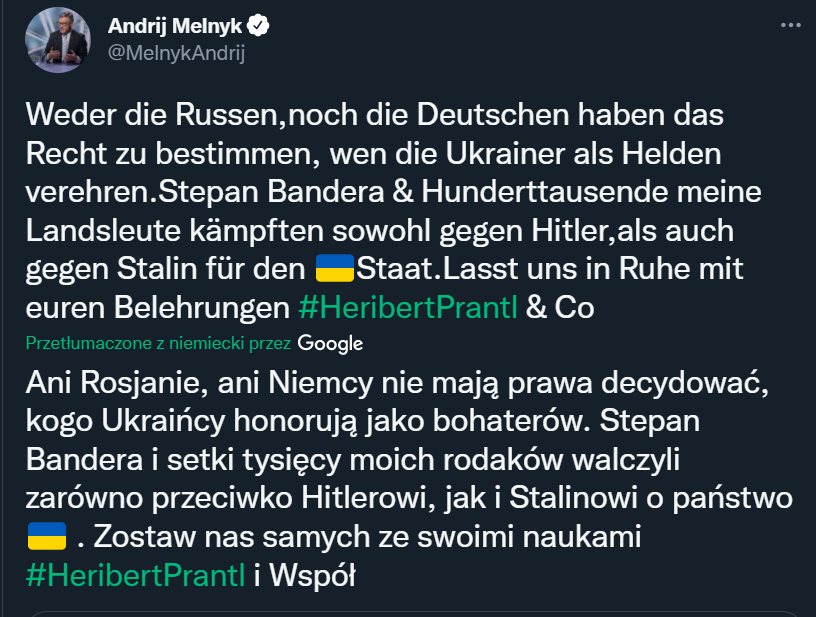 Andrij Melnyk
@MelnykAndrij
Weder die Russen,noch die Deutschen haben das
Recht zu bestimmen, wen die Ukrainer als Helden
verehren.Stepan Bandera & Hunderttausende meine
Landsleute kämpften sowohl gegen Hitler,als auch
gegen Stalin für den 🇺🇦Staat.Lasst uns in Ruhe mit
euren Belehrungen #HeribertPrantl & Co
Przetłumaczone z niemiecki przez Google
Ani Rosjanie, ani Niemcy nie mają prawa decydować,
kogo Ukraińcy honorują jako bohaterów. Stepan
Bandera i setki tysięcy moich rodaków walczyli
zarówno przeciwko Hitlerowi, jak i Stalinowi o państwo
🇺🇦 . Zostaw nas samych ze swoimi naukami
#HeribertPrantl i Współ